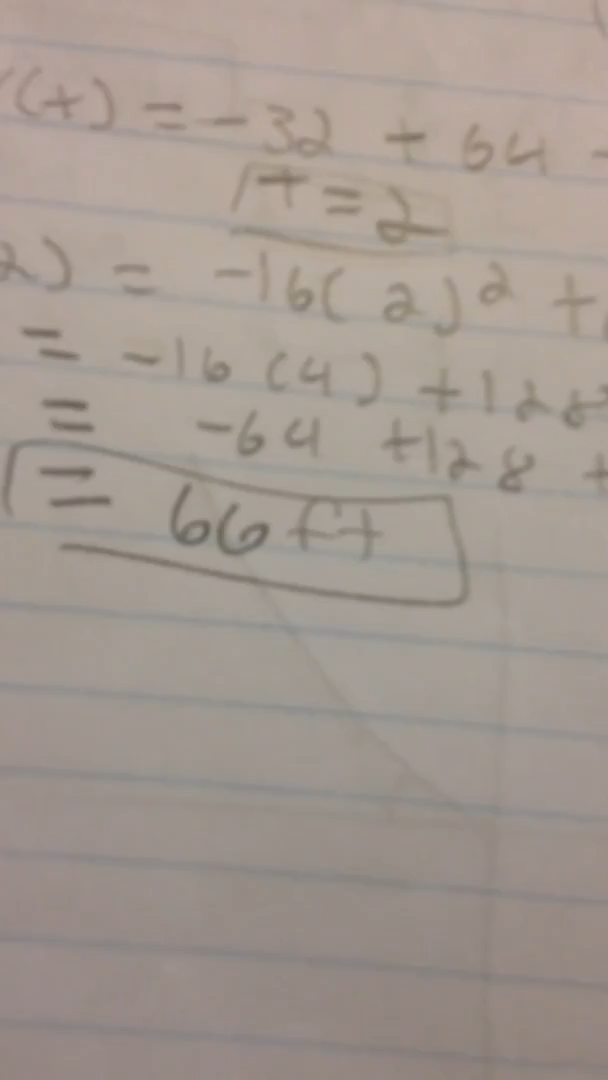 '(t) = -32 + 64 -
t = 2
2) = -16(2)² +
= -16(4) + 128
= -64 + 128 +
= 66 ft